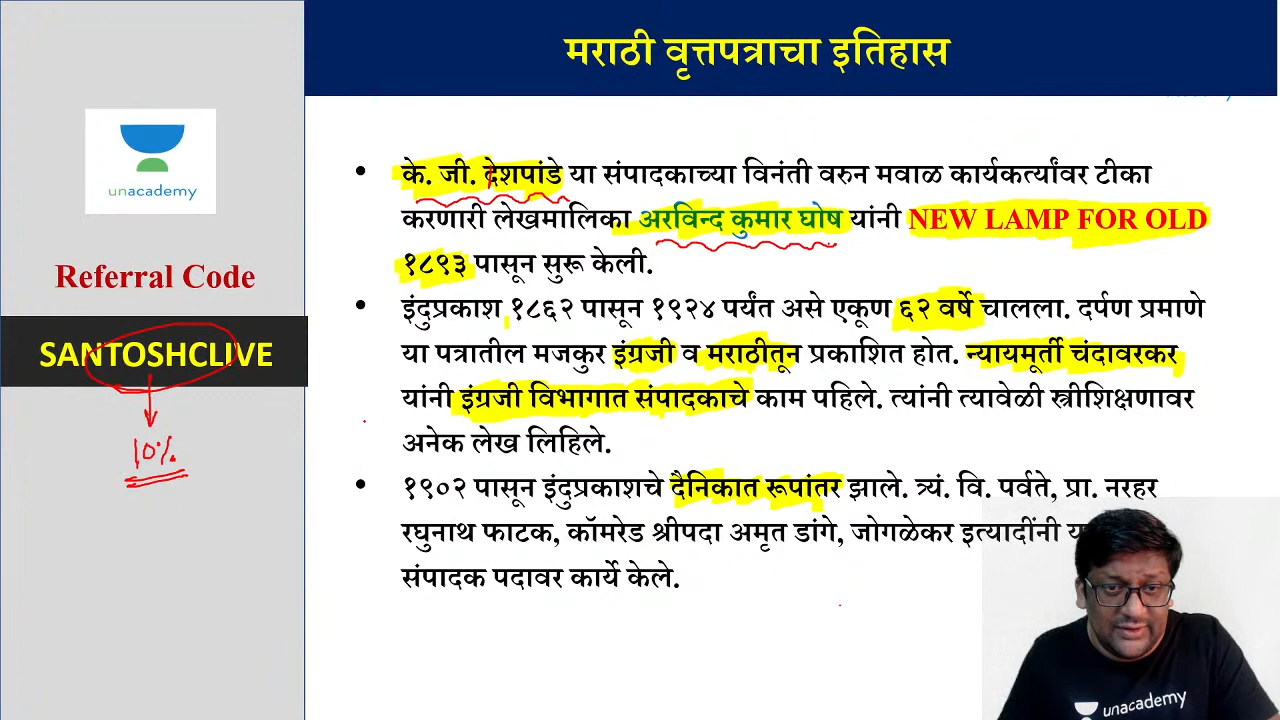 मराठी वृत्तपत्राचा इतिहास
unacademy
Referral Code
SANTOSHCLIVE
10%
• के. जी. देशपांडे या संपादकाच्या विनंती वरुन मवाळ कार्यकर्त्यांवर टीका
करणारी लेखमालिका अरविन्द कुमार घोष यांनी NEW LAMP FOR OLD
१८९३ पासून सुरू केली.
• इंदुप्रकाश १८६२ पासून १९२४ पर्यंत असे एकूण ६२ वर्षे चालला. दर्पण प्रमाणे
या पत्रातील मजकुर इंग्रजी व मराठीतून प्रकाशित होत. न्यायमूर्ती चंदावरकर
यांनी इंग्रजी विभागात संपादकाचे काम पहिले. त्यांनी त्यावेळी स्त्रीशिक्षणावर
अनेक लेख लिहिले.
• १९०२ पासून इंदुप्रकाशचे दैनिकात रूपांतर झाले. त्र्यं. वि. पर्वते, प्रा. नरहर
रघुनाथ फाटक, कॉमरेड श्रीपदा अमृत डांगे, जोगळेकर इत्यादींनी
संपादक पदावर कार्ये केले.
unacademy